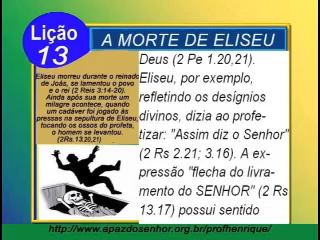 Lição
13
A MORTE DE ELISEU
Eliseu morreu durante o reinado
de Joás, se lamentou o povo
e o rei (2 Reis 3:14-20).
Ainda após sua morte um
milagre acontece, quando
um cadáver foi jogado às
pressas na sepultura de Eliseu,
tocando os ossos do profeta,
o homem se levantou.
(2Rs.13:20,21)
Deus (2 Pe 1.20,21).
Eliseu, por exemplo,
refletindo os desígnios
divinos, dizia ao profe-
tizar: "Assim diz o Senhor"
(2 Rs 2.21; 3.16). A ex-
pressão "flecha do livra-
mento do SENHOR" (2 Rs
13.17) possui sentido
http://www.apazdosenhor.org.br/profhenrique/